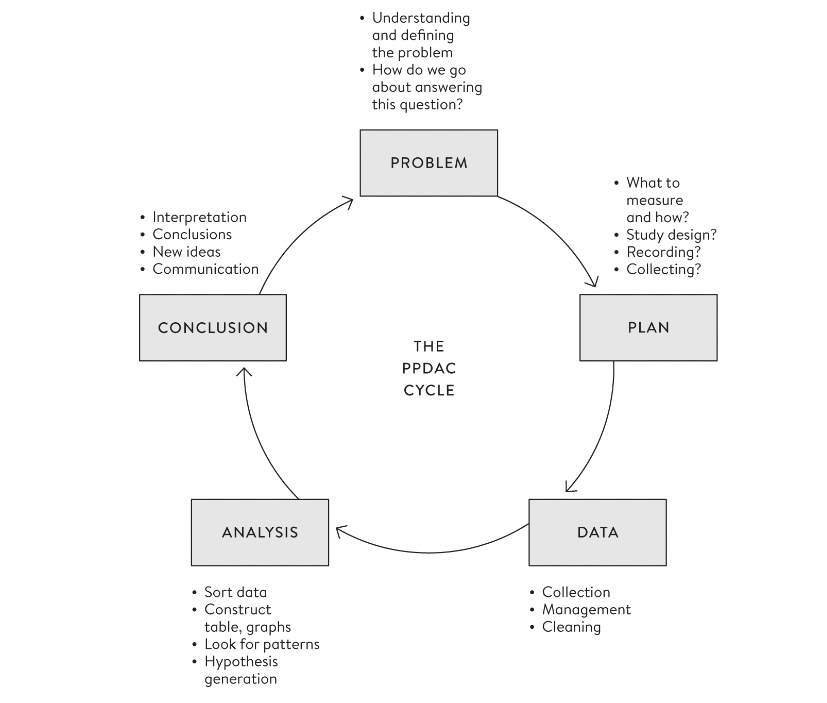 • Understanding
and defining
the problem
• How do we go
about answering
this question?
PROBLEM
• What to
measure
and how?
• Study design?
• Recording?
• Collecting?
PLAN
• Interpretation
• Conclusions
• New ideas
• Communication
CONCLUSION
THE
PPDAC
CYCLE
ANALYSIS
• Sort data
• Construct
table, graphs
• Look for patterns
• Hypothesis
generation
DATA
• Collection
• Management
• Cleaning